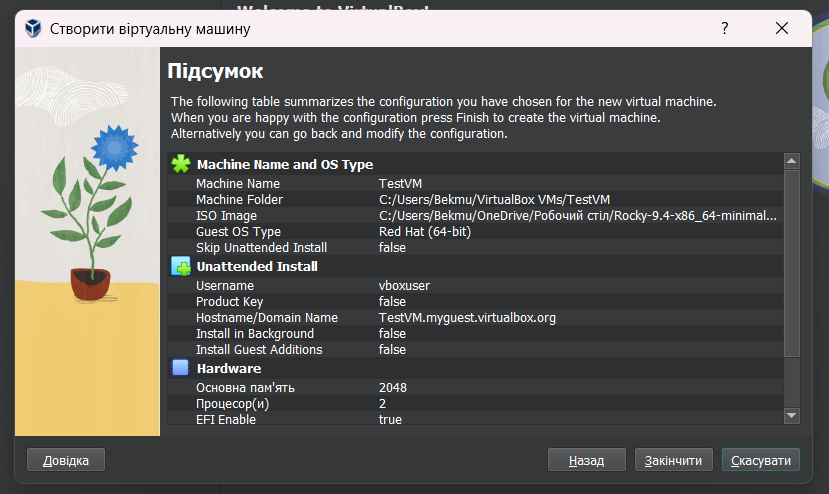 Welcome to VirtualBox!
Створити віртуальну машину
?
Підсумок
The following table summarizes the configuration you have chosen for the new virtual machine.
When you are happy with the configuration press Finish to create the virtual machine.
Alternatively you can go back and modify the configuration.
Machine Name and OS Type
Machine Name TestVM
Machine Folder C:/Users/Bekmu/VirtualBox VMs/TestVM
ISO Image C:/Users/Bekmu/OneDrive/Робочий стіл/Rocky-9.4-x86_64-minimal...
Guest OS Type Red Hat (64-bit)
Skip Unattended Install false
Unattended Install
Username vboxuser
Product Key false
Hostname/Domain Name TestVM.myguest.virtualbox.org
Install in Background false
Install Guest Additions false
Hardware
Основна пам'ять 2048
Процесор(и) 2
EFI Enable true
Довідка Назад Закінчити Скасувати